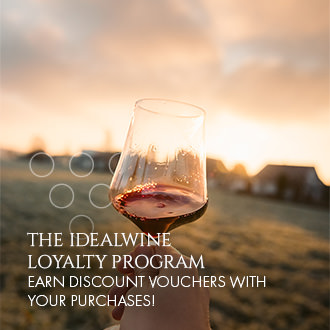 THE IDEALWINE
LOYALTY PROGRAM
EARN DISCOUNT VOUCHERS WITH
YOUR PURCHASES!